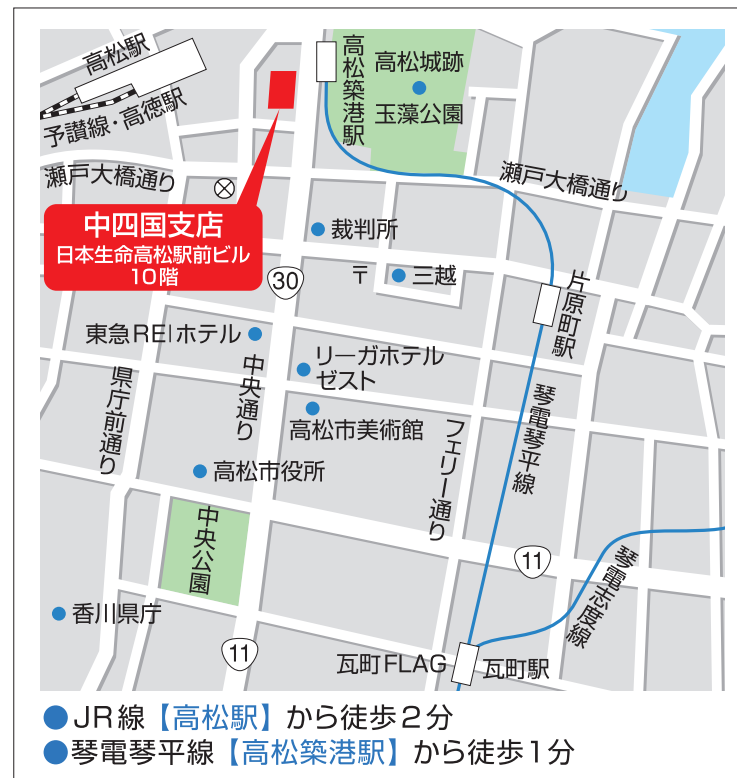 高松駅
予讃線・高徳駅
高松築港駅
高松城跡
玉藻公園
瀬戸大橋通り
瀬戸大橋通り
中四国支店
日本生命高松駅前ビル
10階
裁判所
〒
三越
30
片原町駅
東急REIホテル
リーガホテル
ゼスト
県庁前通り
中央通り
高松市美術館
琴電琴平線
フェリー通り
高松市役所
中央公園
11
琴電志度線
香川県庁
11
瓦町FLAG
瓦町駅
●JR線【高松駅】から徒歩2分
●琴電琴平線【高松築港駅】から徒歩1分